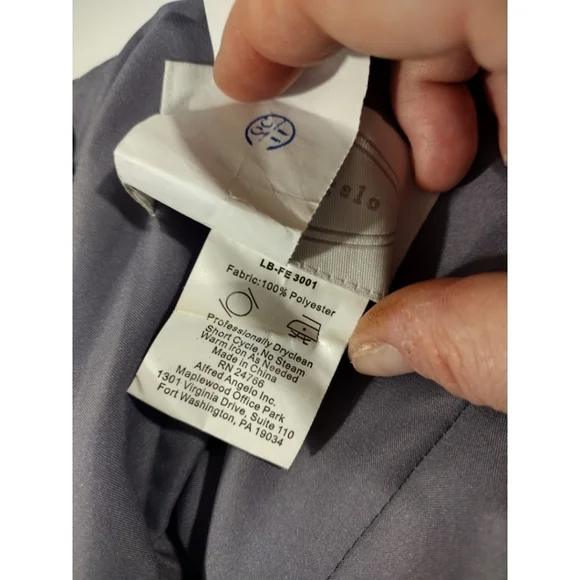 elo
LB-FE 3001
Fabric:100% Polyester
Professionally Dryclean
Short Cycle, No Steam
Warm Iron As Needed
Made in China
RN 24766
Alfred Angelo Inc.
Maplewood Office Park
1301 Virginia Drive, Suite 110
Fort Washington, PA 19034